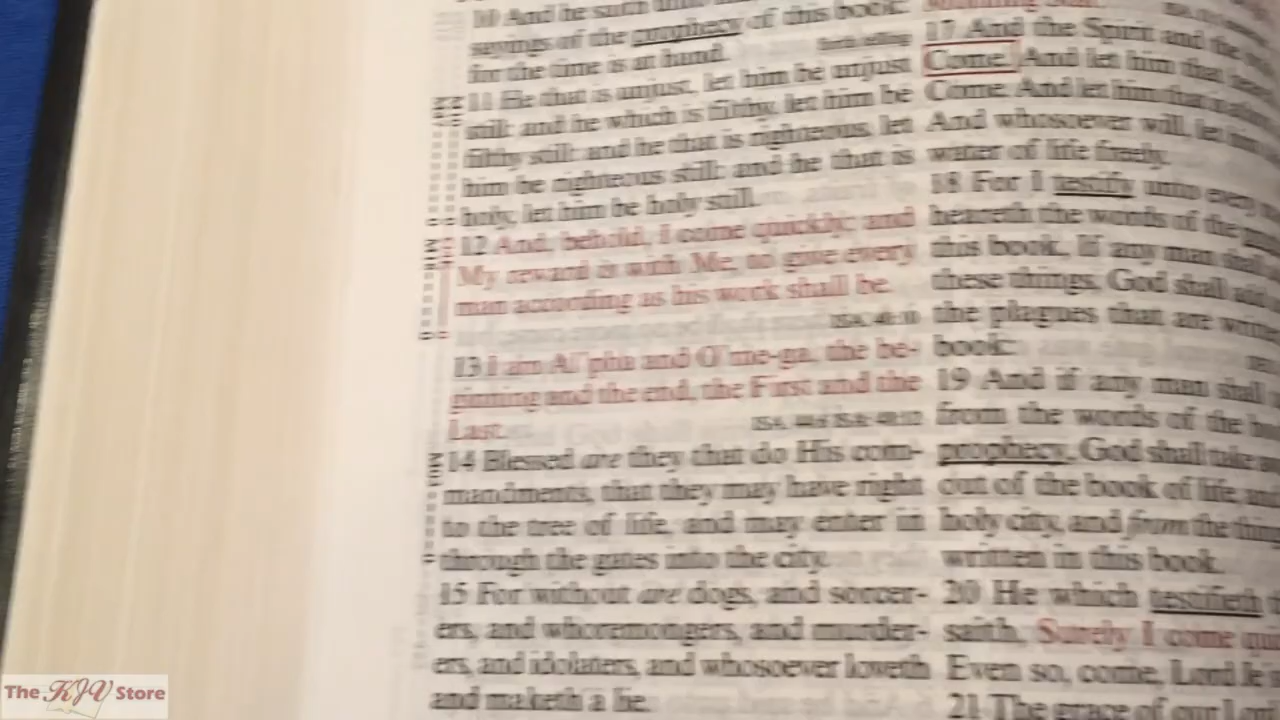 10 And he saith
sayings of the prophecy of this book:
for the time is at hand.
11 He that is unjust, let him be unjust
still: and he which is filthy, let him be
filthy still: and he that is righteous, let
him be righteous still: and he that is
holy, let him be holy still.
12 And, behold, I come quickly; and
My reward is with Me, to give every
man according as his work shall be.
ISA. 40:10
13 I am Al´pha and O´me-ga, the be-
ginning and the end, the First and the
Last.
14 Blessed are they that do His com-
mandments, that they may have right
to the tree of life, and may enter in
through the gates into the city.
15 For without are dogs, and sorcer-
ers, and whoremongers, and murder-
ers, and idolaters, and whosoever loveth
and maketh a lie.
17 And the Spirit and the
Come. And let him that
Come. And let him that
And whosoever will, let him
water of life freely.
18 For I testify unto every
heareth the words of the
this book, If any man shall
these things, God shall add
the plagues that are written
book:
19 And if any man shall
from the words of the
prophecy, God shall take
out of the book of life, and
holy city, and from the things
written in this book.
20 He which testifieth
saith, Surely I come
Even so, come, Lord
21 The grace of our Lord
The KJV Store